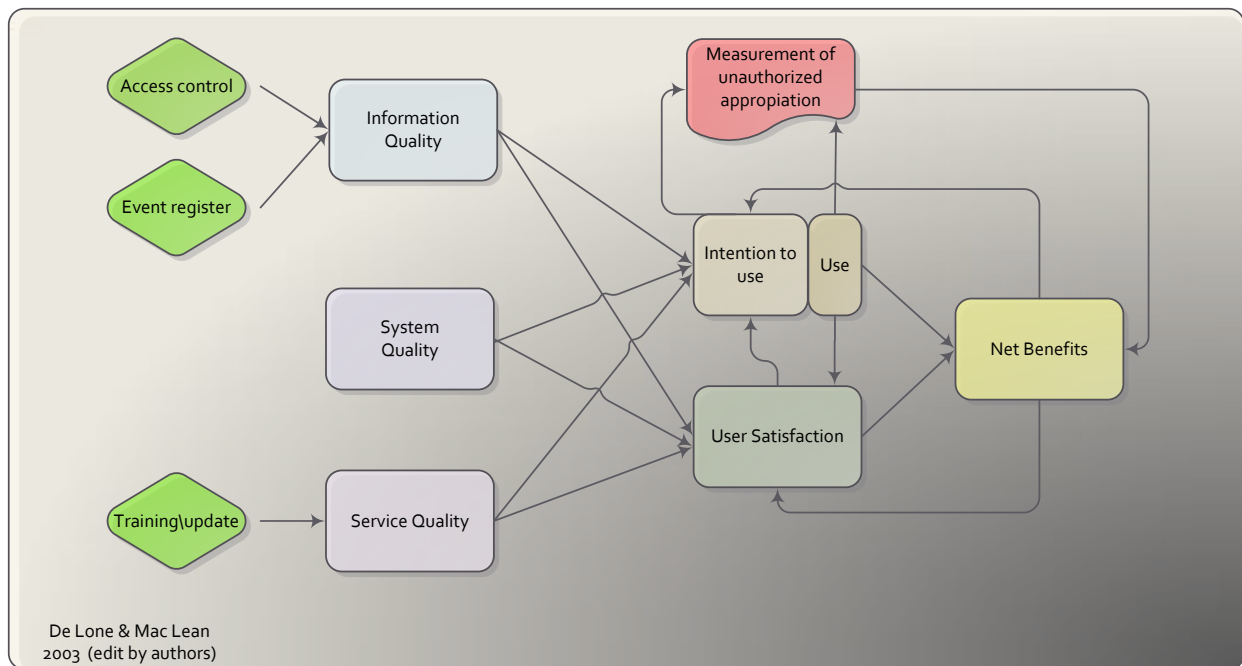 Access control
Event register
Training\update
Information
Quality
System
Quality
Service Quality
Measurement of
unauthorized
appropiation
Intention to
use
Use
User Satisfaction
Net Benefits
De Lone & Mac Lean
2003 (edit by authors)